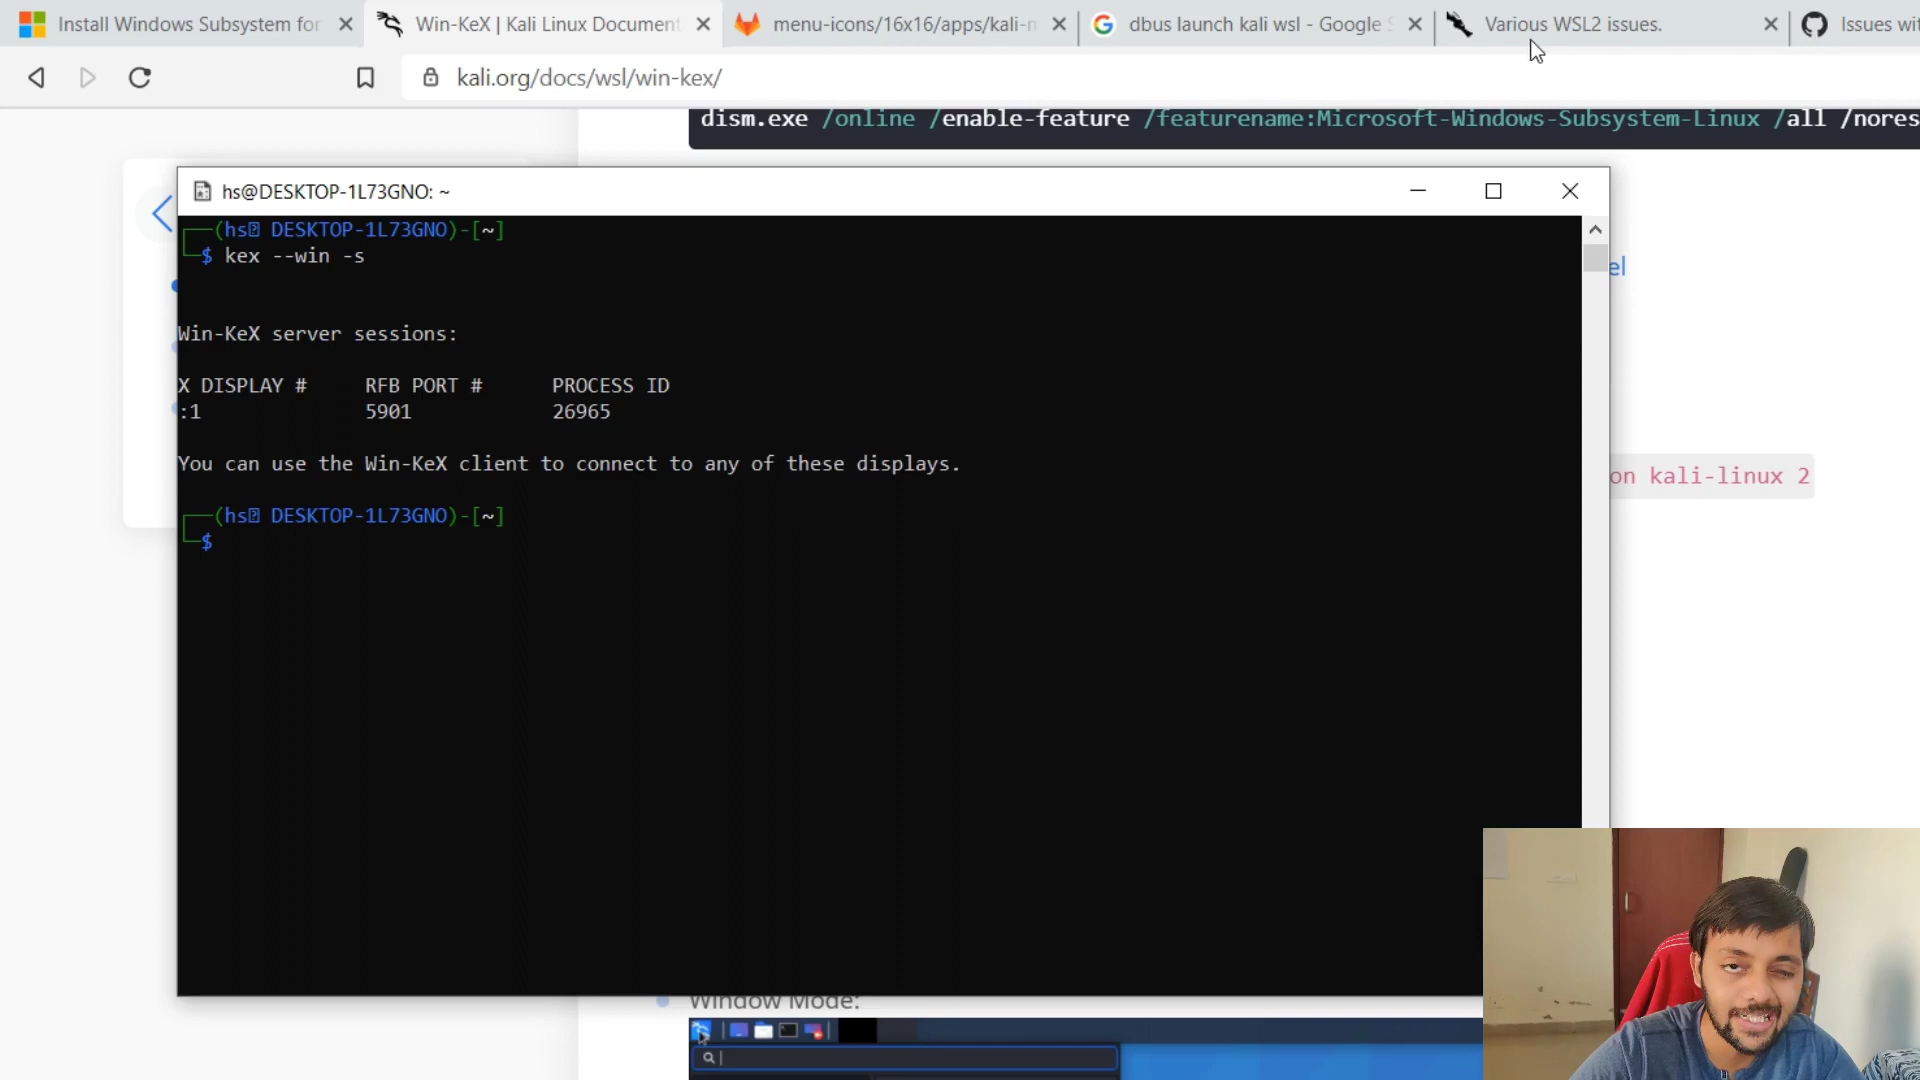 Install Windows Subsystem for
Win-KeX | Kali Linux Document
menu-icons/16x16/apps/kali-
dbus launch kali wsl - Google
Various WSL2 issues.
Issues wit
kali.org/docs/wsl/win-kex/
dism.exe /online /enable-feature /featurename:Microsoft-Windows-Subsystem-Linux /all /nores
hs@DESKTOP-1L73GNO: ~
┌──(hs⍰ DESKTOP-1L73GNO)-[~]
└─$ kex --win -s
el
Win-KeX server sessions:
X DISPLAY # RFB PORT # PROCESS ID
:1 5901 26965
You can use the Win-KeX client to connect to any of these displays.
on kali-linux 2
┌──(hs⍰ DESKTOP-1L73GNO)-[~]
└─$
Window Mode: